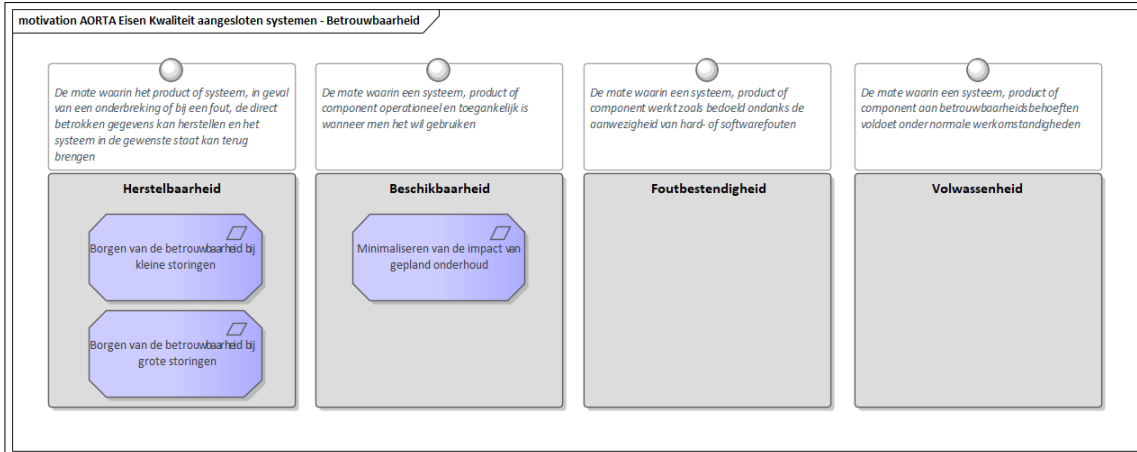 motivation AORTA Eisen Kwaliteit aangesloten systemen - Betrouwbaarheid
De mate waarin het product of systeem, in geval
van een onderbreking of bij een fout, de direct
betrokken gegevens kan herstellen en het
systeem in de gewenste staat kan terug
brengen
Herstelbaarheid
Borgen van de betrouwbaarheid bij
kleine storingen
Borgen van de betrouwbaarheid bij
grote storingen
De mate waarin een systeem, product of
component operationeel en toegankelijk is
wanneer men het wil gebruiken
Beschikbaarheid
Minimaliseren van de impact van
gepland onderhoud
De mate waarin een systeem, product of
component werkt zoals bedoeld ondanks de
aanwezigheid van hard- of softwarefouten
Foutbestendigheid
De mate waarin een systeem, product of
component aan betrouwbaarheidsbehoeften
voldoet onder normale werkomstandigheden
Volwassenheid